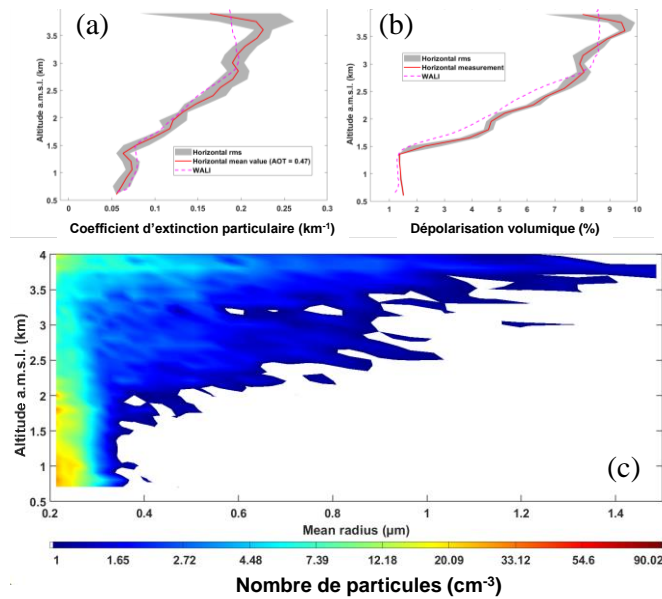 (a)
Altitude a.m.s.l. (km)
4
3.5
3
2.5
2
1.5
1
0.5
Horizontal rms
Horizontal mean value (AOT = 0.47)
WALI
0 0.05 0.1 0.15 0.2 0.25 0.3
Coefficient d'extinction particulaire (km-1)
(b)
Altitude a.m.s.l. (km)
4
3.5
3
2.5
2
1.5
1
0.5
Horizontal rms
Horizontal measurement
WALI
0 1 2 3 4 5 6 7 8 9 10
Dépolarisation volumique (%)
(c)
Altitude a.m.s.l. (km)
4
3.5
3
2.5
2
1.5
1
0.5
0.2 0.4 0.6 0.8 1 1.2 1.4
Mean radius (µm)
1 1.65 2.72 4.48 7.39 12.18 20.09 33.12 54.6 90.02
Nombre de particules (cm-3)